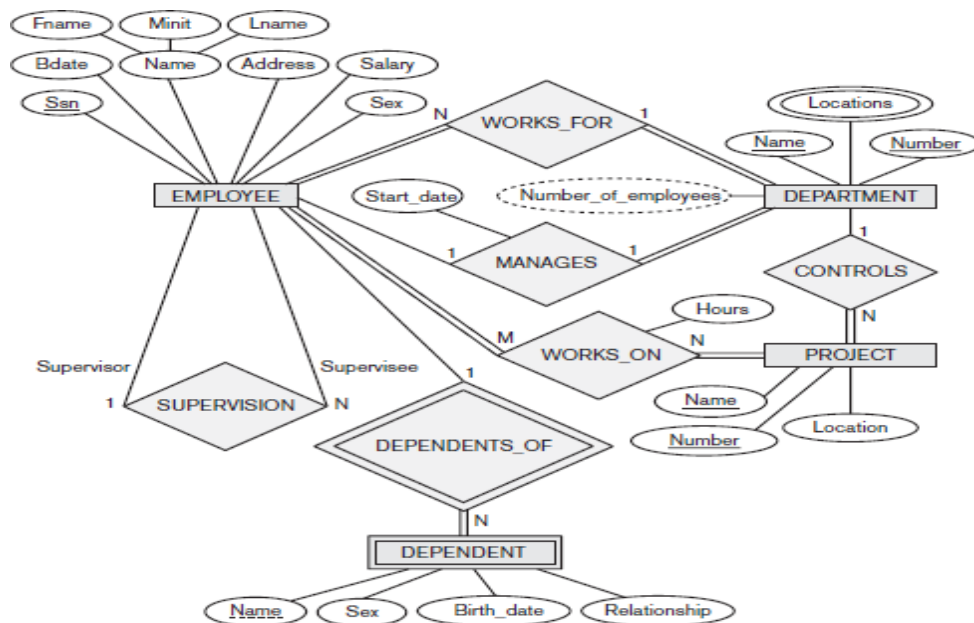 Fname
Minit
Lname
Bdate
Name
Address
Salary
Ssn
Sex
N
WORKS_FOR
1
Locations
Name
Number
EMPLOYEE
Start_date
Number_of_employees
DEPARTMENT
1
MANAGES
1
1
CONTROLS
N
Hours
M
WORKS_ON
N
PROJECT
Supervisor
Supervisee
1
SUPERVISION
N
1
Name
Number
Location
DEPENDENTS_OF
N
DEPENDENT
Name
Sex
Birth_date
Relationship